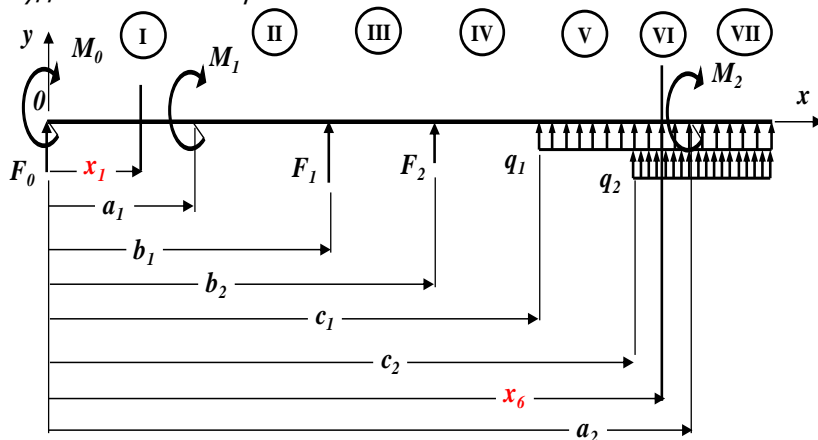 I II III IV V VI VII
y M₀ M₁ M₂
0 x
F₀ x₁ F₁ F₂ q₁ q₂
a₁
b₁
b₂
c₁
c₂
x₆
a₂